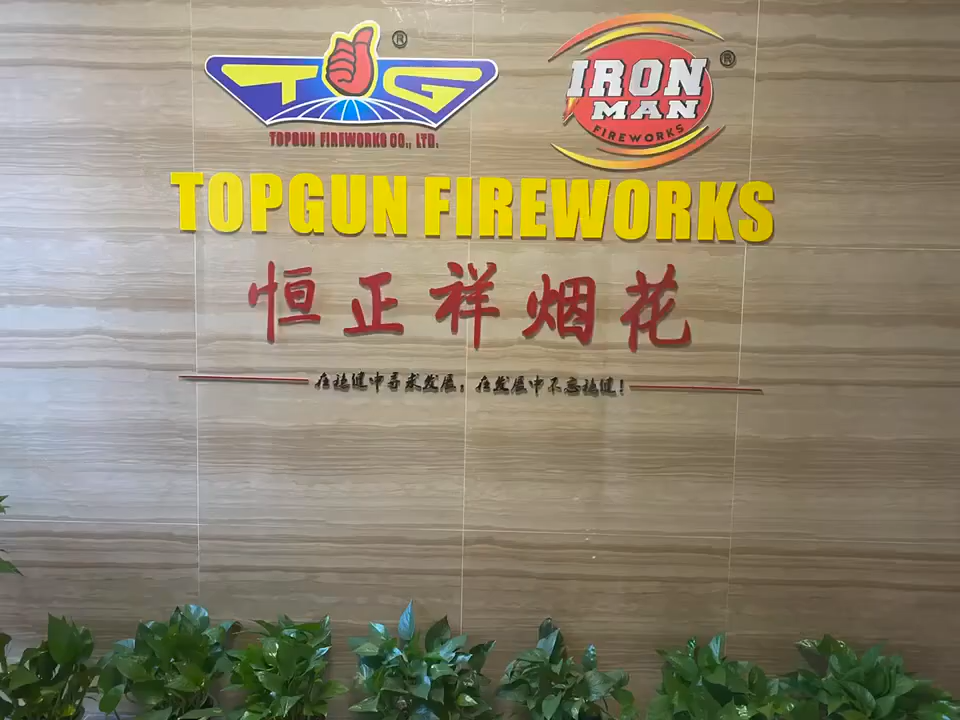 TG ®
TOPGUN FIREWORKS CO., LTD.
IRON ®
MAN
FIREWORKS
TOPGUN FIREWORKS
恒正祥烟花
在稳健中寻求发展,在发展中不忘稳健!